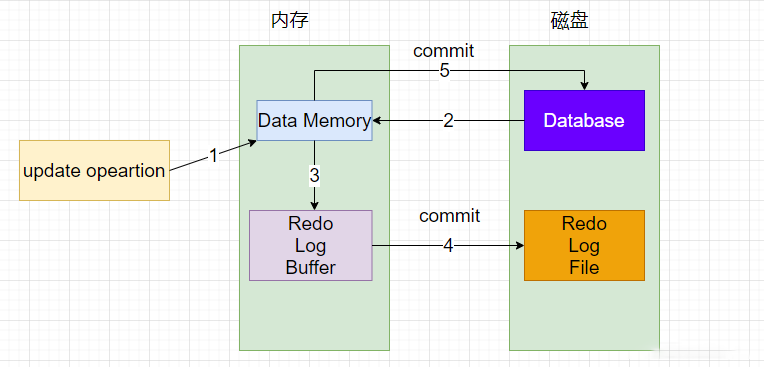 内存
磁盘
commit
5
Data Memory
2
Database
1
update opeartion
3
commit
Redo
Log
Buffer
4
Redo
Log
File